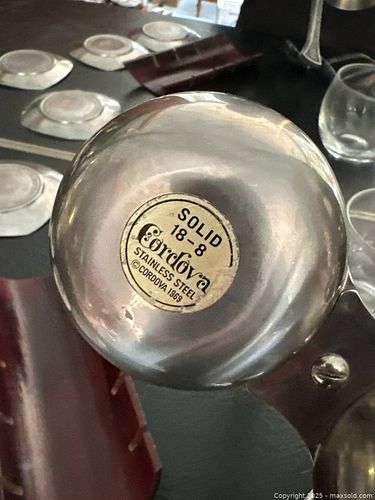 SOLID
18-8
Cordova
STAINLESS STEEL
© CORDOVA 1969
Copyright ©2025 - maxsold.com